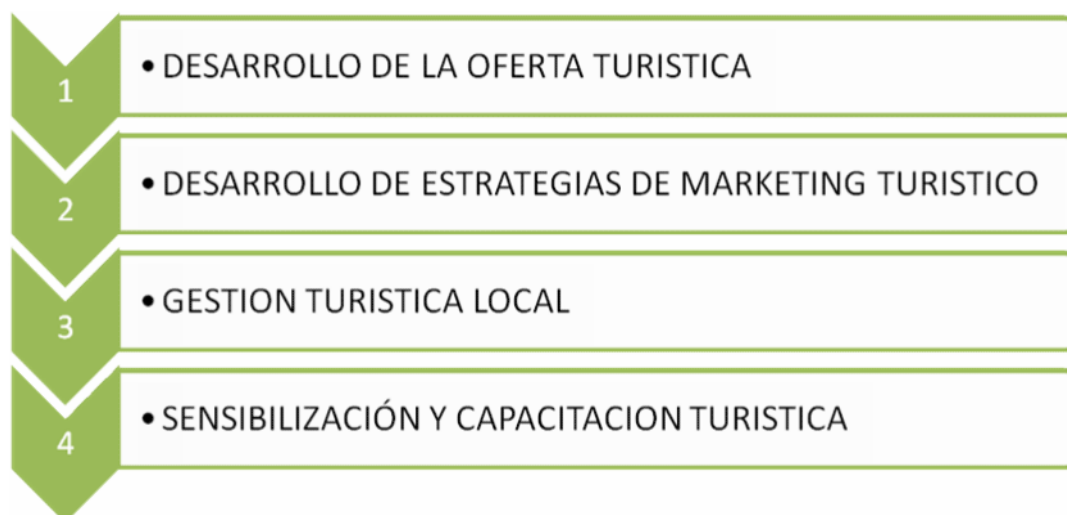 1
• DESARROLLO DE LA OFERTA TURISTICA
2
• DESARROLLO DE ESTRATEGIAS DE MARKETING TURISTICO
3
• GESTION TURISTICA LOCAL
4
• SENSIBILIZACIÓN Y CAPACITACION TURISTICA